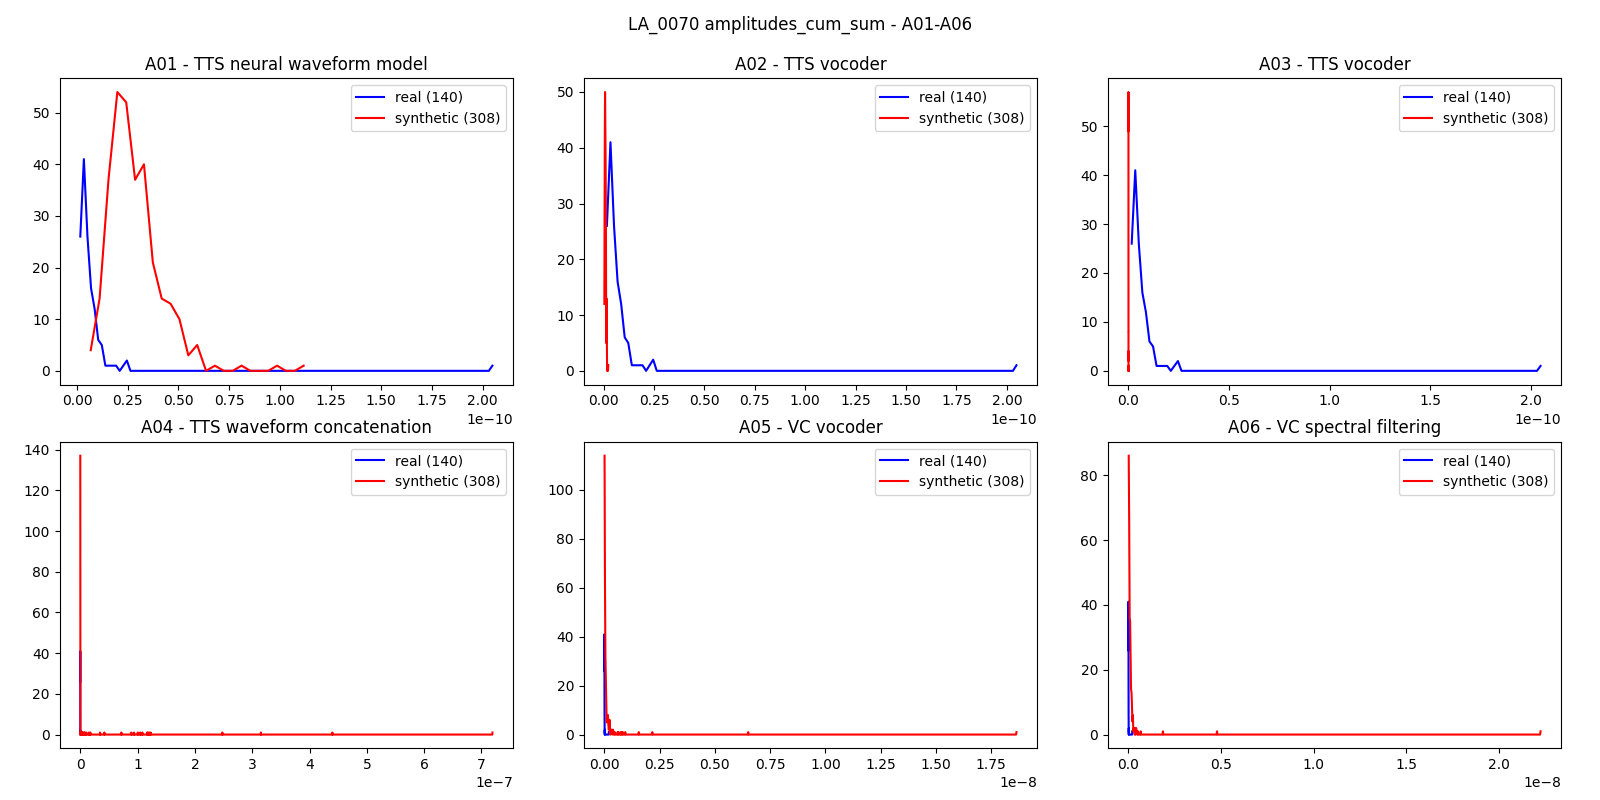 LA_0070 amplitudes_cum_sum - A01-A06
A01 - TTS neural waveform model
50
40
30
20
10
0
0.00 0.25 0.50 0.75 1.00 1.25 1.50 1.75 2.00
1e−10
real (140)
synthetic (308)
A02 - TTS vocoder
50
40
30
20
10
0
0.00 0.25 0.50 0.75 1.00 1.25 1.50 1.75 2.00
1e−10
real (140)
synthetic (308)
A03 - TTS vocoder
50
40
30
20
10
0
0.0 0.5 1.0 1.5 2.0
1e−10
real (140)
synthetic (308)
A04 - TTS waveform concatenation
140
120
100
80
60
40
20
0
0 1 2 3 4 5 6 7
1e−7
real (140)
synthetic (308)
A05 - VC vocoder
100
80
60
40
20
0
0.00 0.25 0.50 0.75 1.00 1.25 1.50 1.75
1e−8
real (140)
synthetic (308)
A06 - VC spectral filtering
80
60
40
20
0
0.0 0.5 1.0 1.5 2.0
1e−8
real (140)
synthetic (308)